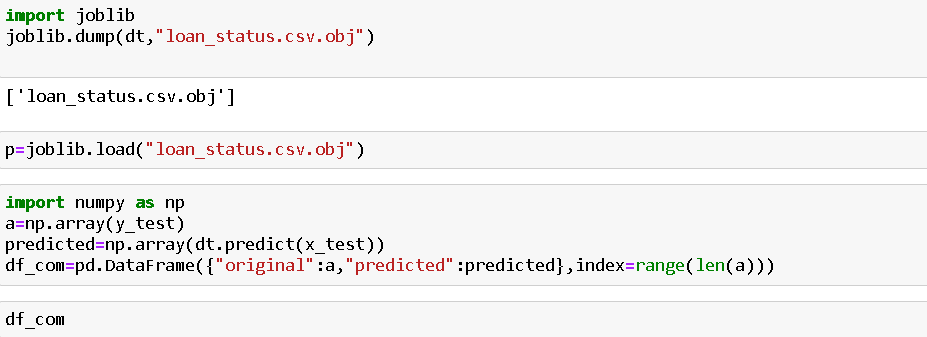 import joblib
joblib.dump(dt,"loan_status.csv.obj")
['loan_status.csv.obj']
p=joblib.load("loan_status.csv.obj")
import numpy as np
a=np.array(y_test)
predicted=np.array(dt.predict(x_test))
df_com=pd.DataFrame({"original":a,"predicted":predicted},index=range(len(a)))
df_com